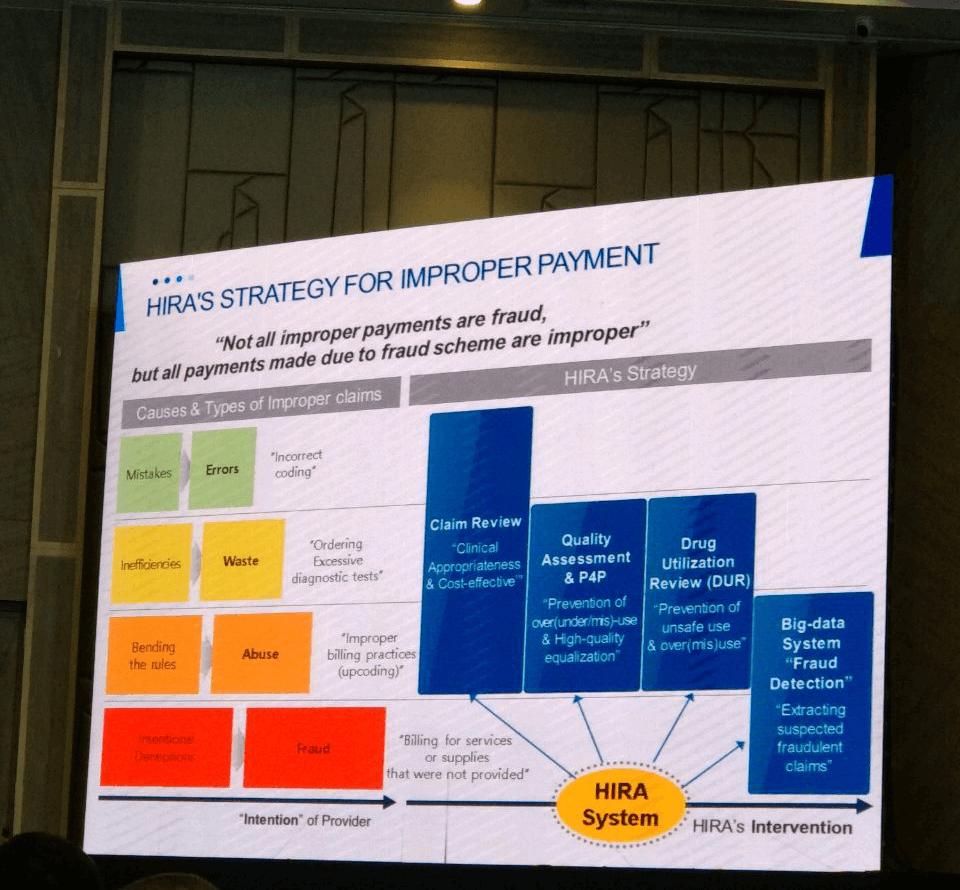 HIRA'S STRATEGY FOR IMPROPER PAYMENT
“Not all improper payments are fraud,
but all payments made due to fraud scheme are improper”
Causes & Types of Improper claims
HIRA's Strategy
Mistakes
Errors
“Incorrect
coding”
Inefficiencies
Waste
“Ordering
Excessive
diagnostic tests”
Bending
the rules
Abuse
“Improper
billing practices
(upcoding)”
Intentional
Deceptions
Fraud
“Billing for services
or supplies
that were not provided”
“Intention” of Provider
Claim Review
“Clinical
Appropriateness
& Cost-effective”
Quality
Assessment
& P4P
“Prevention of
over(under/mis)-use
& High-quality
equalization”
Drug
Utilization
Review (DUR)
“Prevention of
unsafe use
& over(mis)use”
Big-data
System
“Fraud
Detection”
“Extracting
suspected
fraudulent
claims”
HIRA
System
HIRA's Intervention